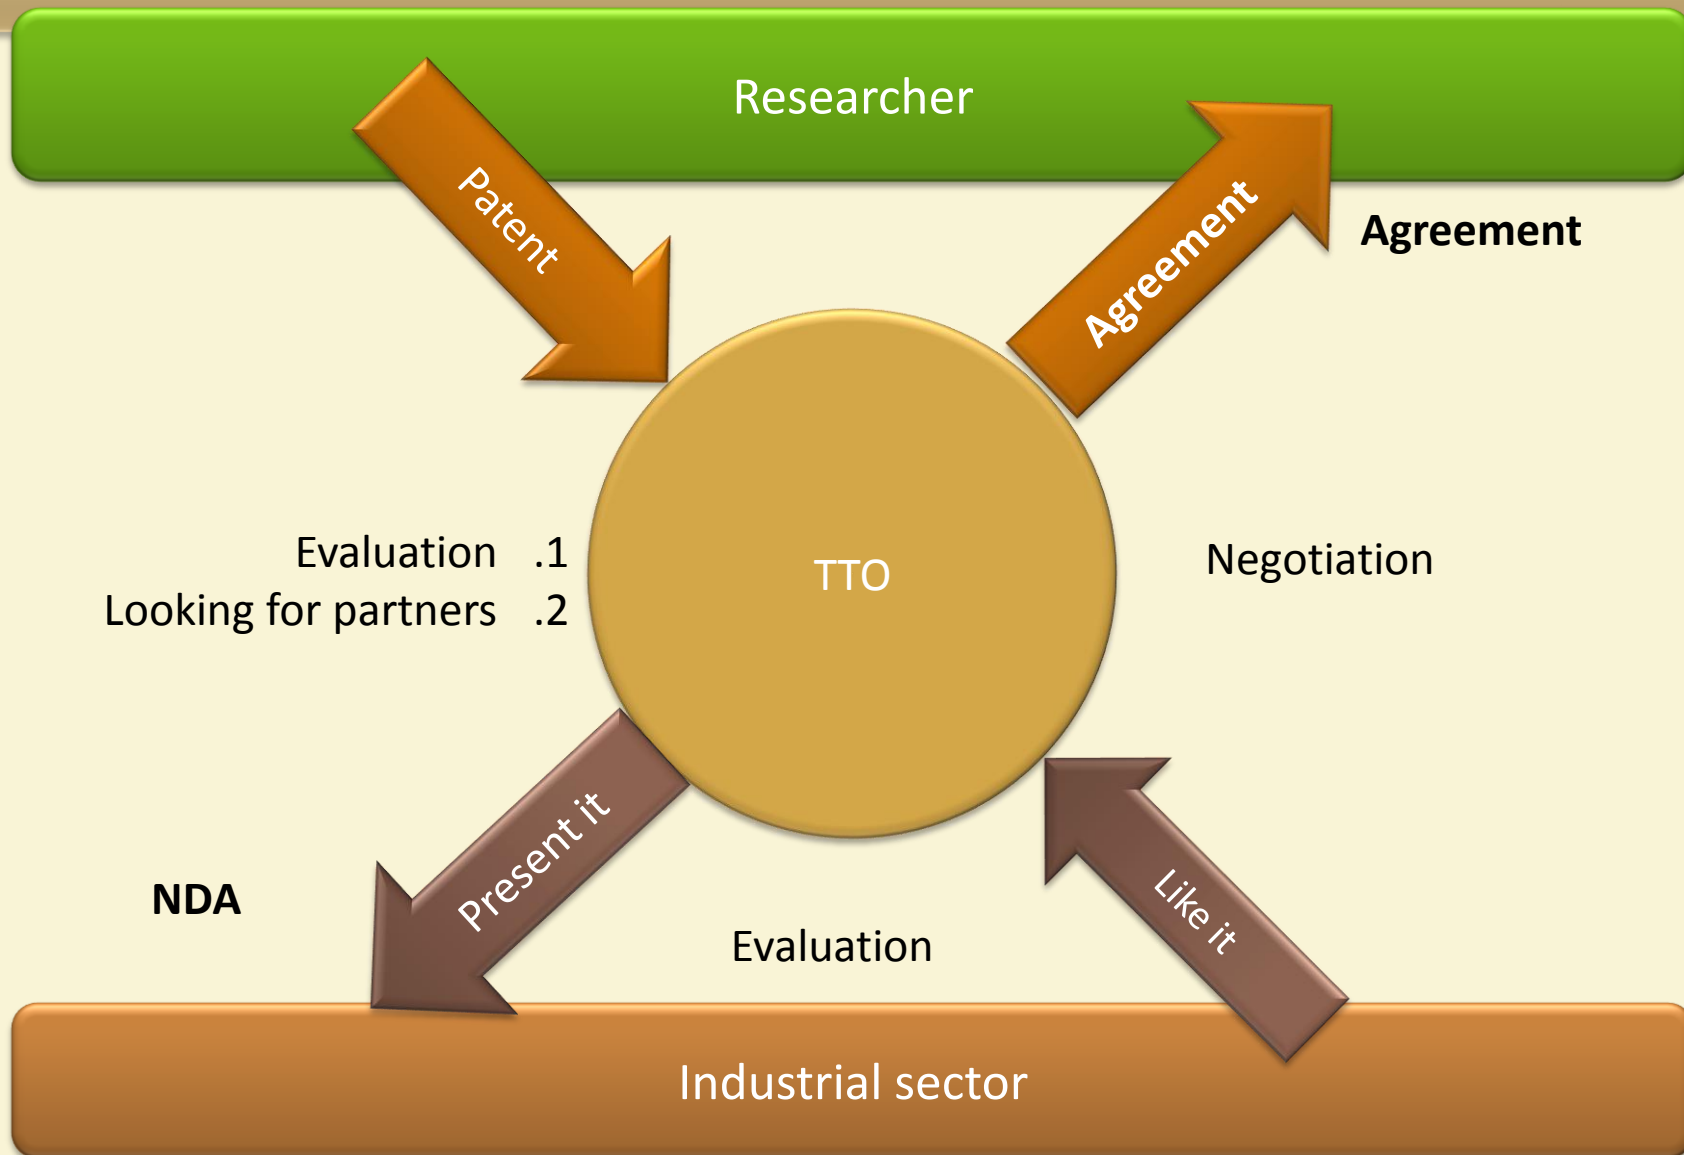 Researcher
Patent
Agreement
Agreement
Evaluation .1
Looking for partners .2
TTO
Negotiation
Present it
Like it
NDA
Evaluation
Industrial sector